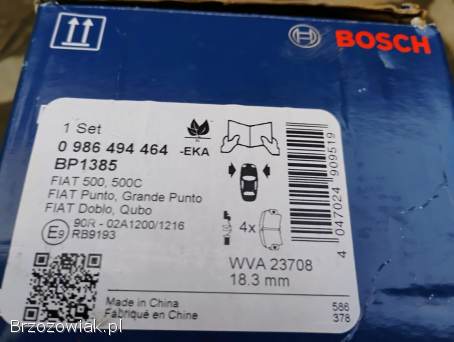 BOSCH
1 Set
0 986 494 464 -EKA
BP1385
FIAT 500, 500C
FIAT Punto, Grande Punto
FIAT Doblo, Qubo
E9 90R - 02A1200/1216
RB9193
4x
WVA 23708
18.3 mm
4 047024 909519
Made in China
Fabriqué en Chine
586
378
Brzozowiak.pl